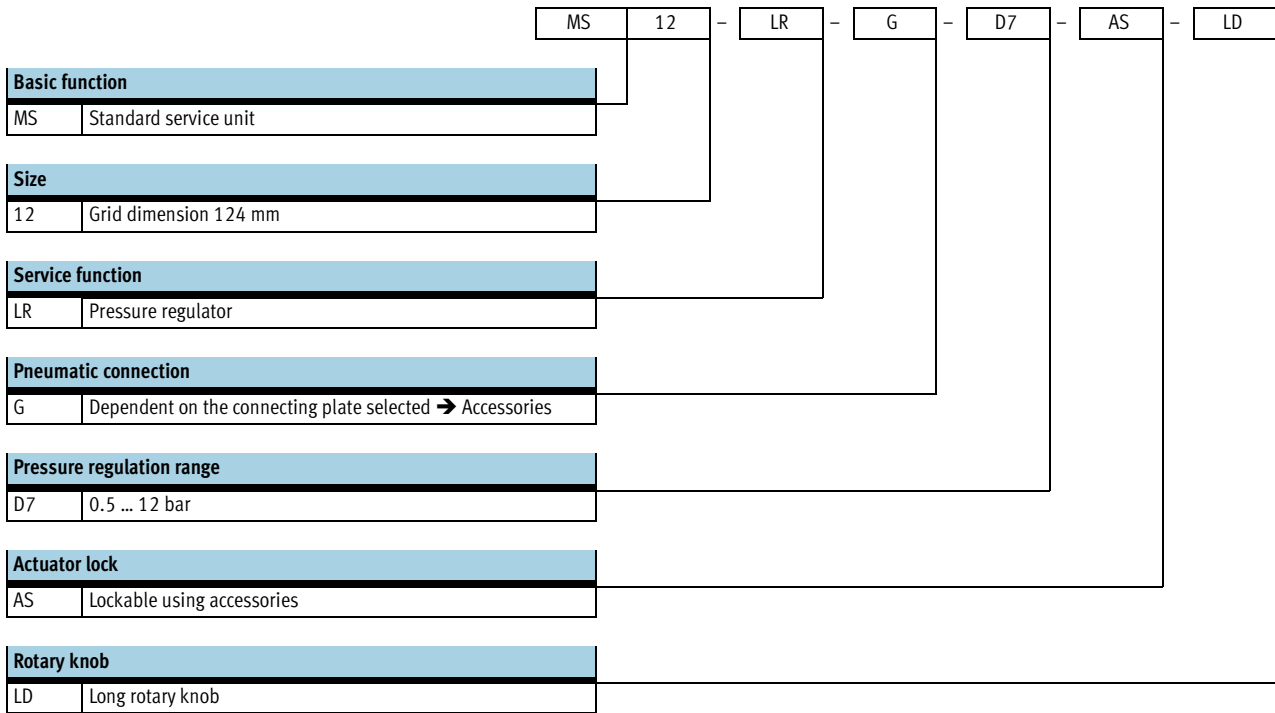 MS 12 – LR – G – D7 – AS – LD
Basic function
MS Standard service unit
Size
12 Grid dimension 124 mm
Service function
LR Pressure regulator
Pneumatic connection
G Dependent on the connecting plate selected ➔ Accessories
Pressure regulation range
D7 0.5 … 12 bar
Actuator lock
AS Lockable using accessories
Rotary knob
LD Long rotary knob